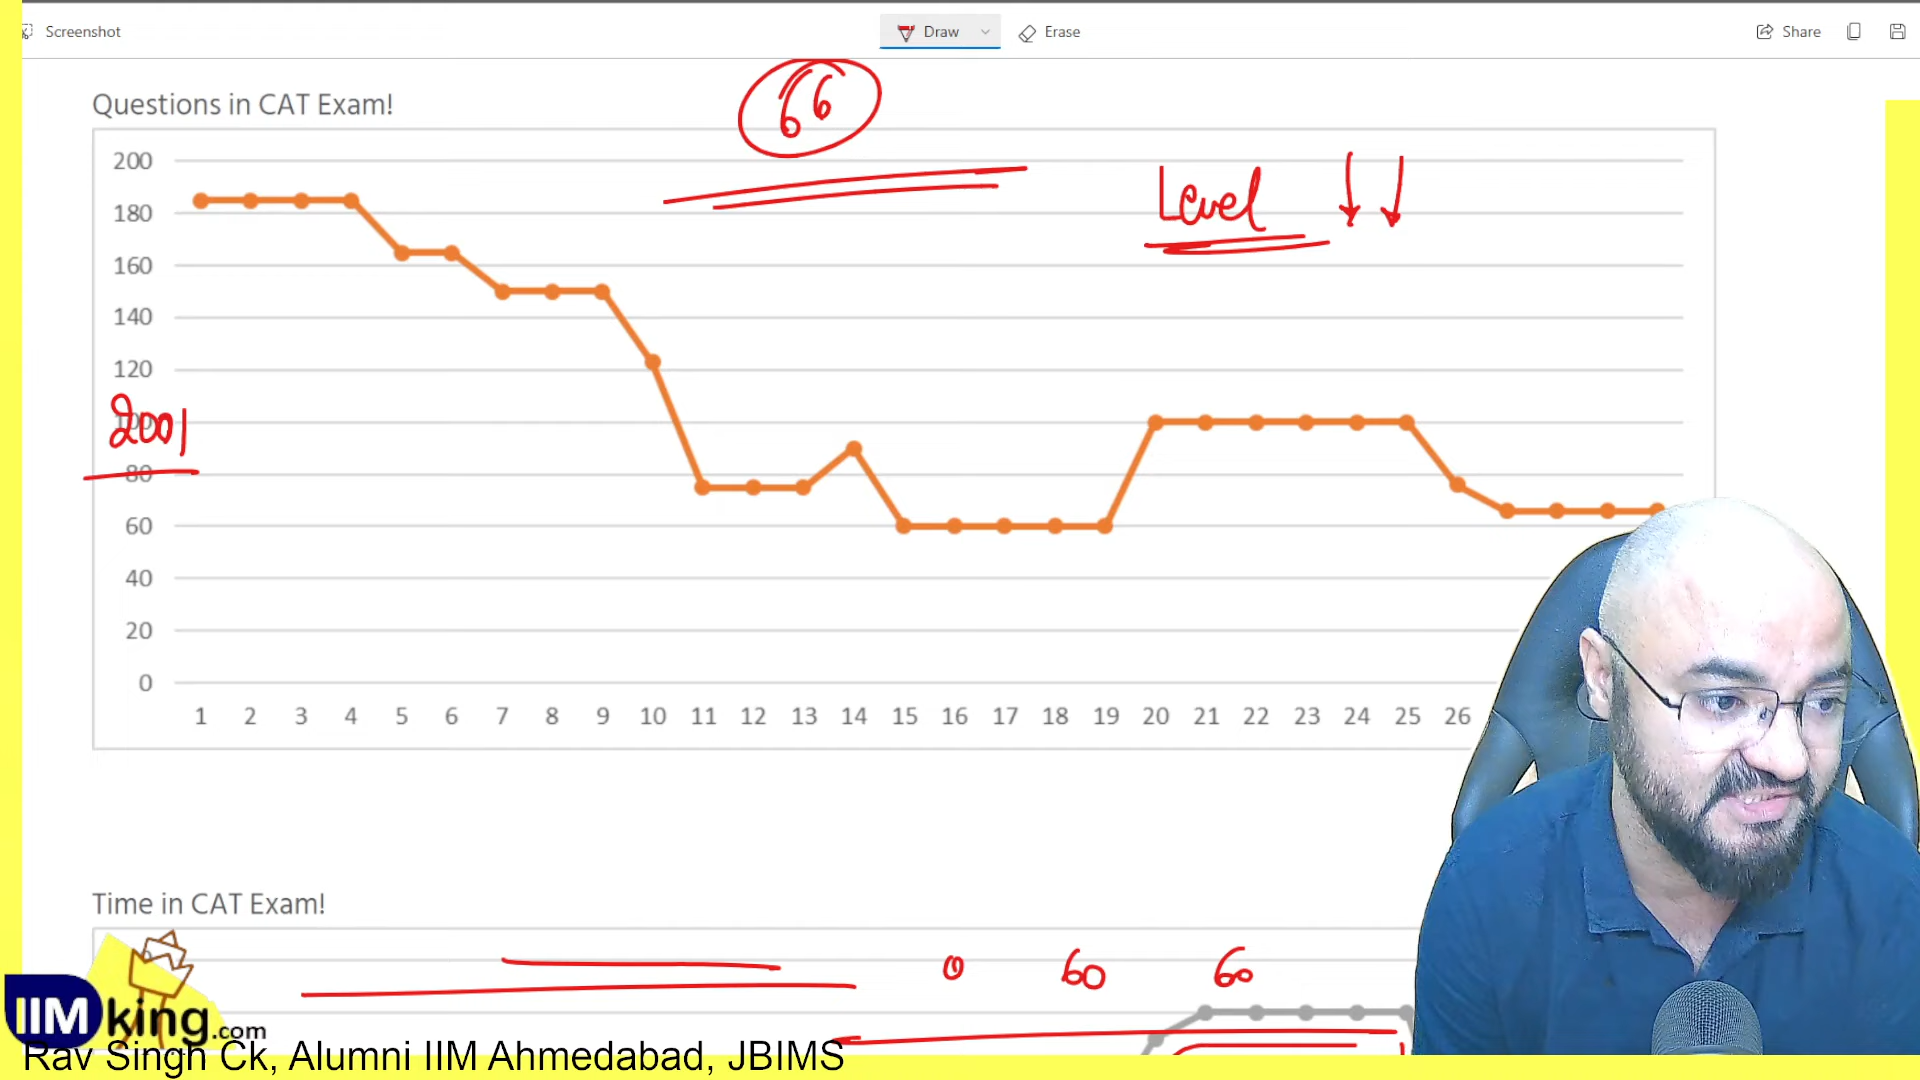 Screenshot
Draw
Erase
Share
Questions in CAT Exam!
66
200
Level
180
160
140
120
100
2001
80
60
40
20
0
1 2 3 4 5 6 7 8 9 10 11 12 13 14 15 16 17 18 19 20 21 22 23 24 25 26
Time in CAT Exam!
0 60 60
IIMking.com
Rav Singh Ck, Alumni IIM Ahmedabad, JBIMS